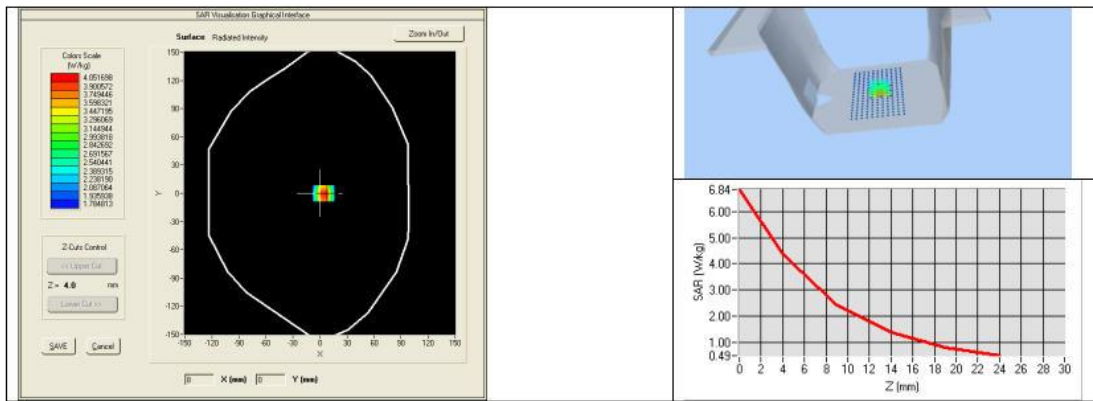 SAR Visualisation Graphical Interface
Surface Radiated Intensity
Zoom In/Out
Colors Scale
(W/kg)
4.051698
3.900572
3.749446
3.598321
3.447195
3.296069
3.144944
2.993818
2.842692
2.691567
2.540441
2.389315
2.238190
2.087064
1.935938
1.784813
Z-Cuts Control
<< Upper Cut
Z = 4.0 mm
Lower Cut >>
SAVE Cancel
Y
150
120
90
60
30
0
-30
-60
-90
-120
-150
-150 -120 -90 -60 -30 0 30 60 90 120 150
X
0 X (mm) 0 Y (mm)
SAR (W/kg)
6.84
6.00
5.00
4.00
3.00
2.00
1.00
0.49
0 2 4 6 8 10 12 14 16 18 20 22 24 26 28 30
Z (mm)